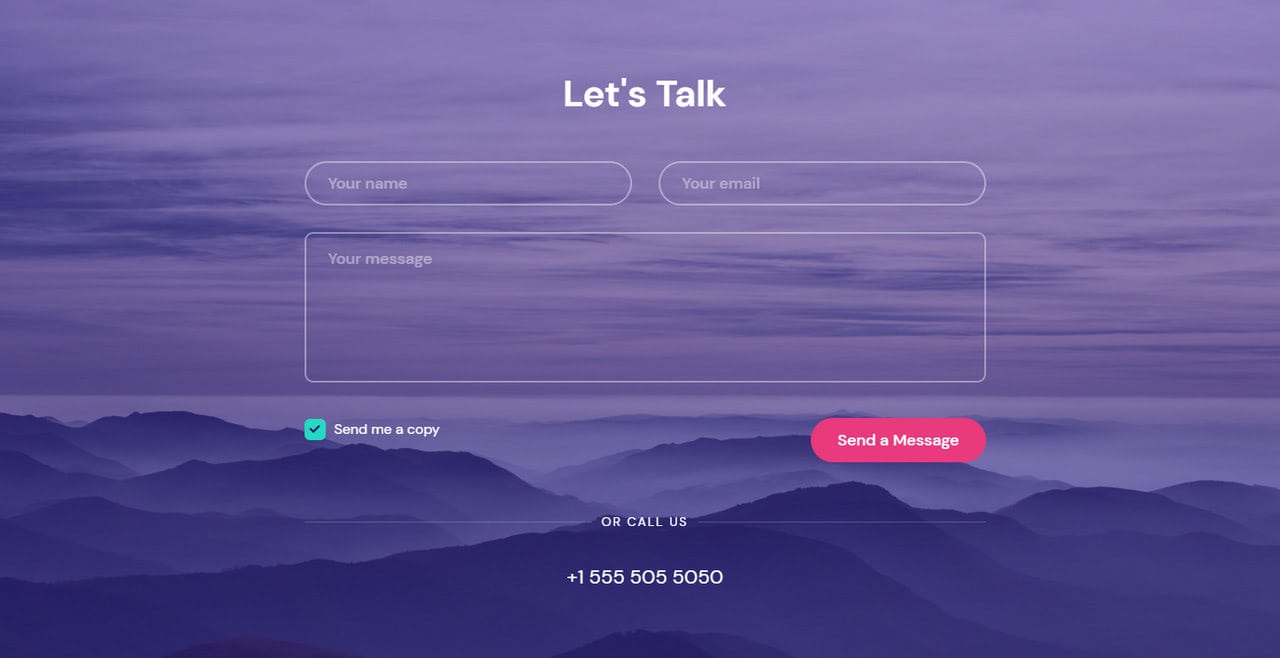 Let's Talk
Your name
Your email
Your message
Send me a copy
Send a Message
OR CALL US
+1 555 505 5050